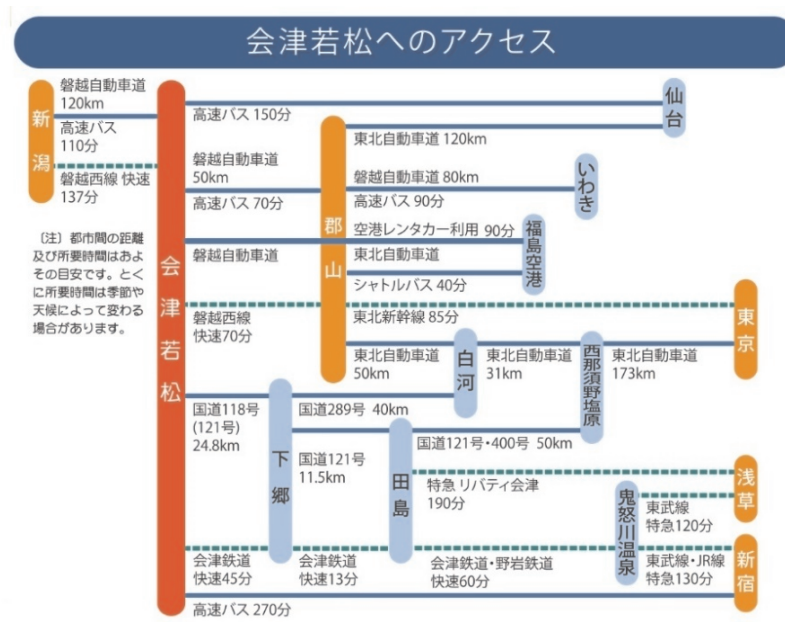 会津若松へのアクセス
新潟
磐越自動車道
120km
高速バス
110分
磐越西線 快速
137分
〔注〕都市間の距離
及び所要時間はおよ
その目安です。とく
に所要時間は季節や
天候によって変わる
場合があります。
会津若松
高速バス 150分
仙台
郡山
東北自動車道 120km
磐越自動車道
50km
高速バス 70分
磐越自動車道 80km
高速バス 90分
いわき
磐越自動車道
空港レンタカー利用 90分
東北自動車道
シャトルバス 40分
福島空港
磐越西線
快速70分
東北新幹線 85分
東京
東北自動車道
50km
白河
東北自動車道
31km
西那須野塩原
東北自動車道
173km
国道118号
(121号)
24.8km
下郷
国道289号 40km
国道121号
11.5km
田島
国道121号・400号 50km
特急 リバティ会津
190分
浅草
鬼怒川温泉
東武線
特急120分
会津鉄道
快速45分
会津鉄道
快速13分
会津鉄道・野岩鉄道
快速60分
東武線・JR線
特急130分
新宿
高速バス 270分